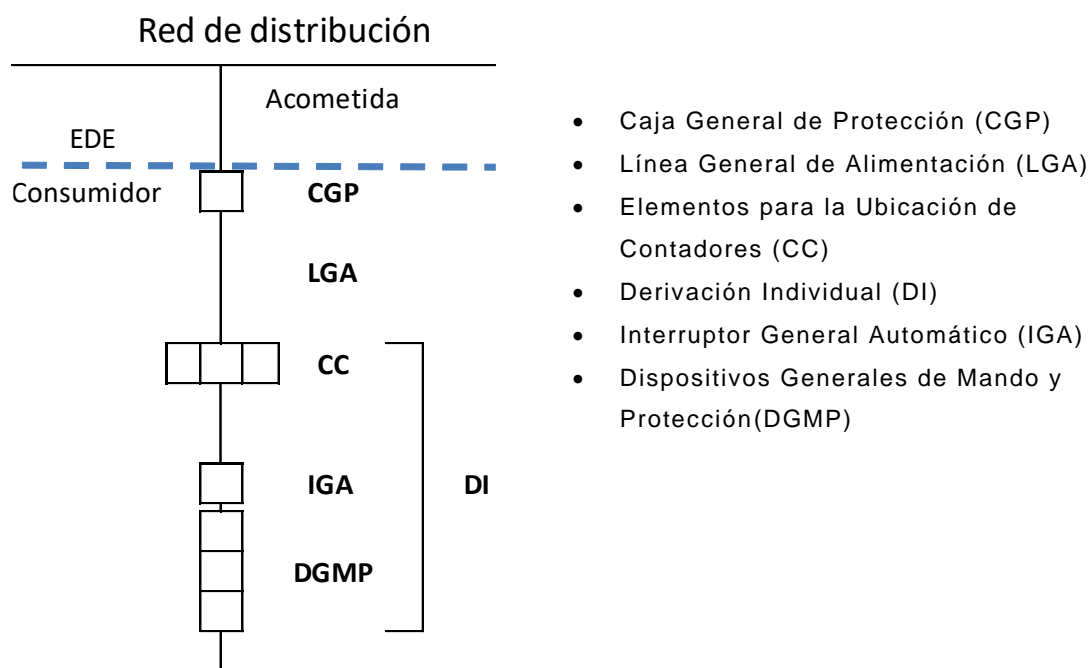 Red de distribución
Acometida
EDE
Consumidor
CGP
LGA
CC
IGA
DI
DGMP
• Caja General de Protección (CGP)
• Línea General de Alimentación (LGA)
• Elementos para la Ubicación de
Contadores (CC)
• Derivación Individual (DI)
• Interruptor General Automático (IGA)
• Dispositivos Generales de Mando y
Protección(DGMP)